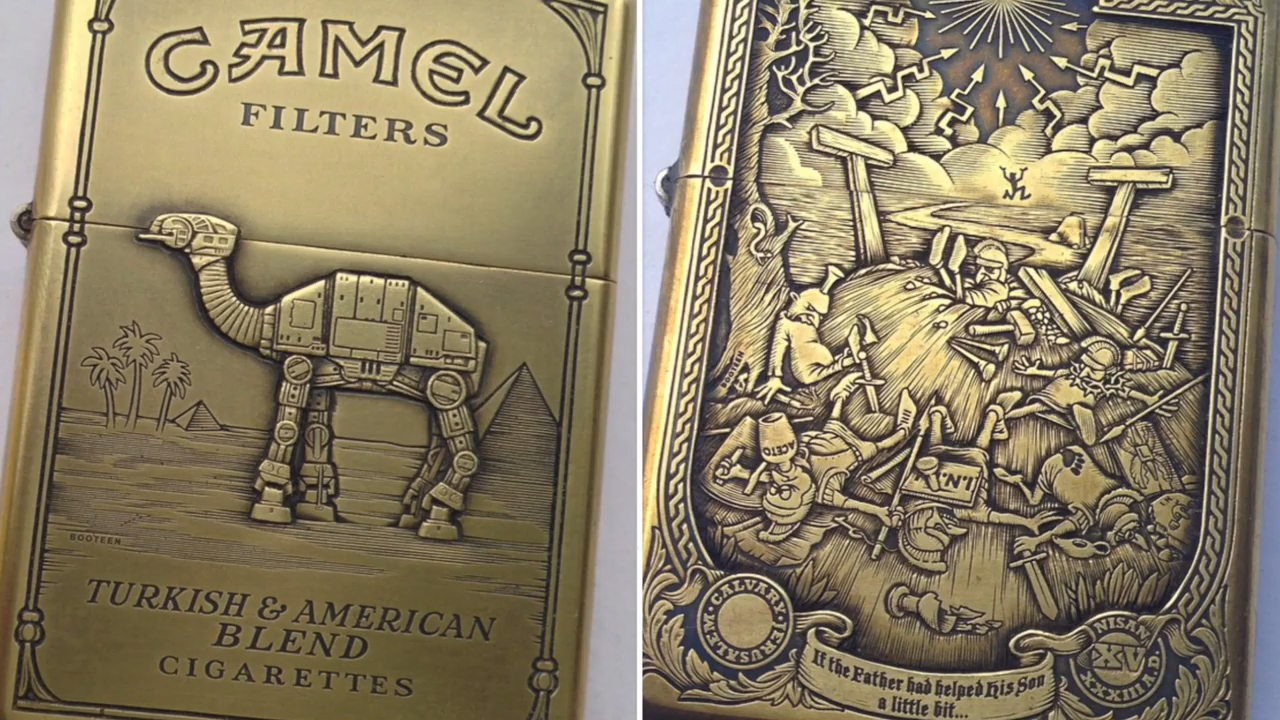 CAMEL
FILTERS
BOOTEEN
TURKISH & AMERICAN
BLEND
CIGARETTES
BOOTEEN
ACETO
I.N.
CALVARY·JERUSALEM·
NISAN
XV
XXXIII A.D.
If the Father had helped His Son
a little bit...